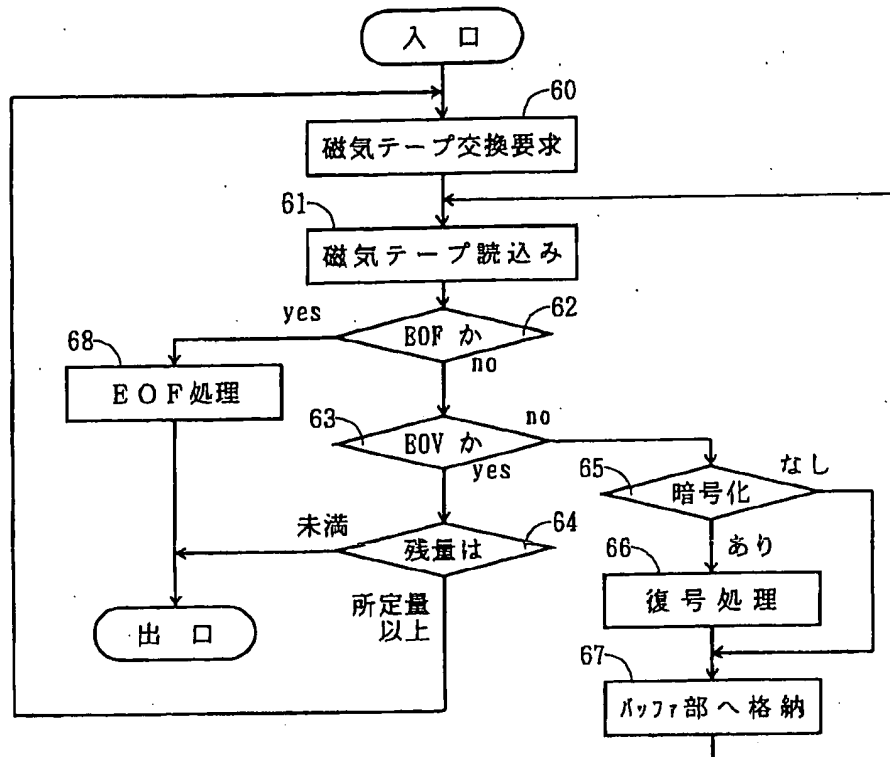 入 口
60
磁気テープ交換要求
61
磁気テープ読込み
62
EOF か
yes
no
68
EOF処理
63
EOV か
no
yes
65
暗号化
なし
あり
64
残量は
未満
所定量
以上
66
復号処理
出 口
67
バッファ部へ格納